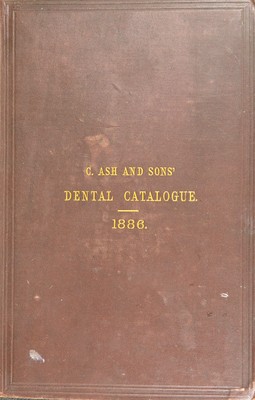 C. ASH AND SONS'
DENTAL CATALOGUE.
1886.